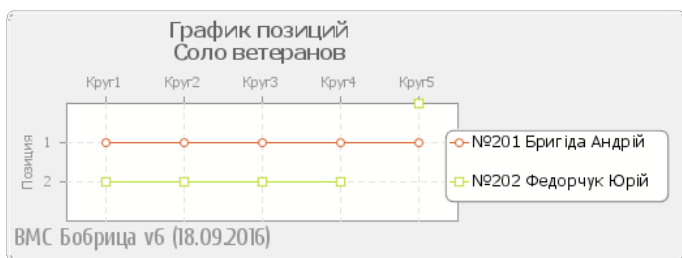 График позиций
Соло ветеранов
Круг1 Круг2 Круг3 Круг4 Круг5
Позиция
1
2
№201 Бригіда Андрій
№202 Федорчук Юрій
ВМС Бобрица v6 (18.09.2016)